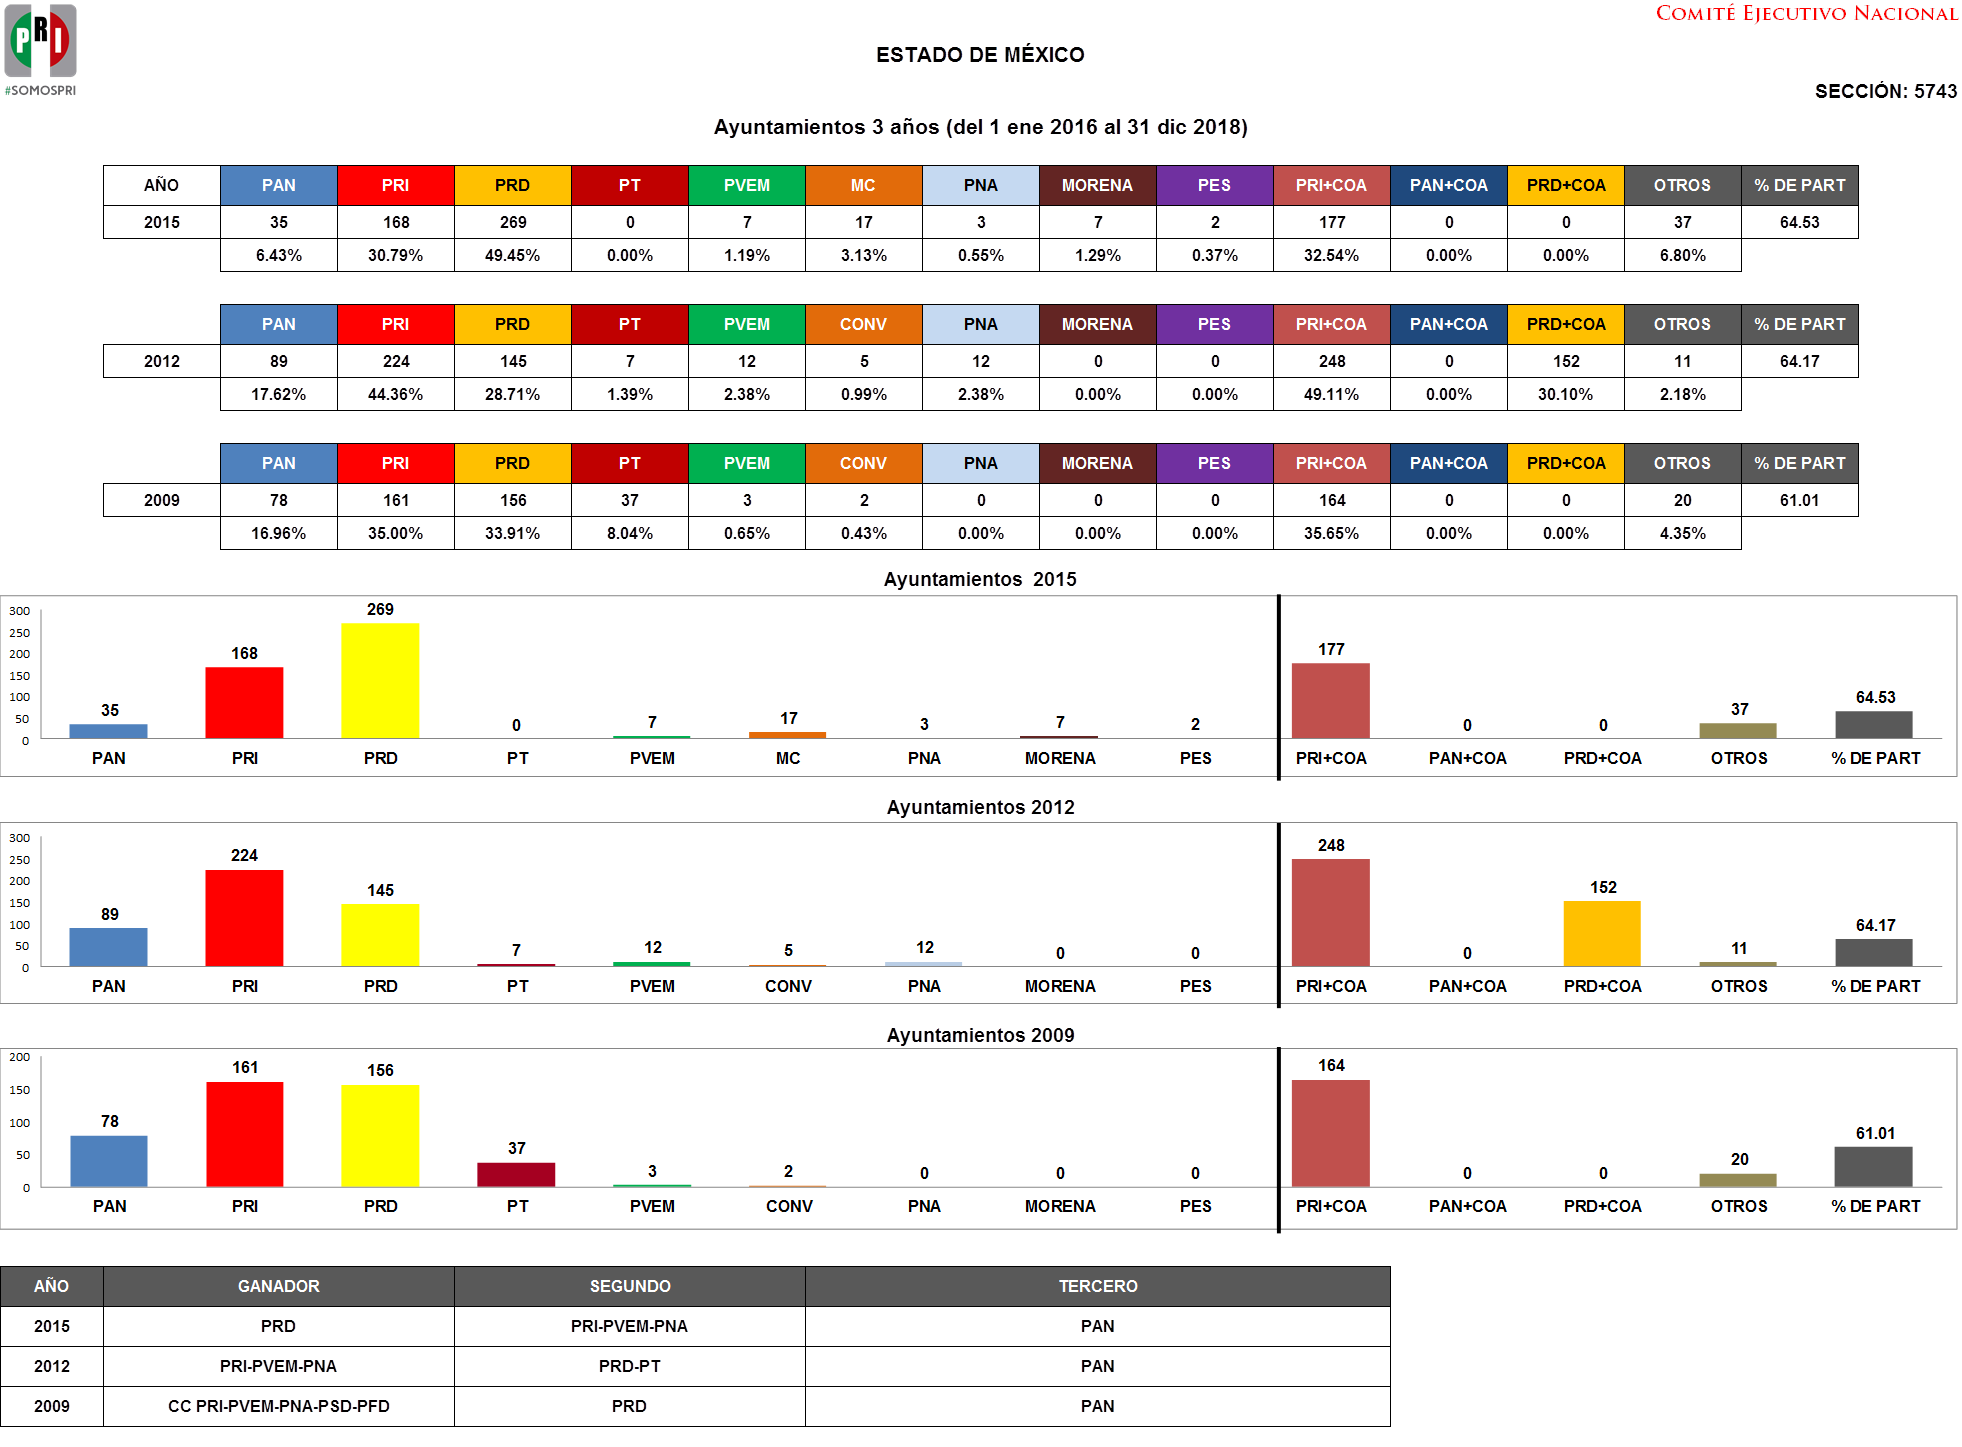 PRI
#SOMOSPRI
COMITÉ EJECUTIVO NACIONAL
ESTADO DE MÉXICO
SECCIÓN: 5743
Ayuntamientos 3 años (del 1 ene 2016 al 31 dic 2018)
AÑO PAN PRI PRD PT PVEM MC PNA MORENA PES PRI+COA PAN+COA PRD+COA OTROS % DE PART
2015 35 168 269 0 7 17 3 7 2 177 0 0 37 64.53
6.43% 30.79% 49.45% 0.00% 1.19% 3.13% 0.55% 1.29% 0.37% 32.54% 0.00% 0.00% 6.80%
PAN PRI PRD PT PVEM CONV PNA MORENA PES PRI+COA PAN+COA PRD+COA OTROS % DE PART
2012 89 224 145 7 12 5 12 0 0 248 0 152 11 64.17
17.62% 44.36% 28.71% 1.39% 2.38% 0.99% 2.38% 0.00% 0.00% 49.11% 0.00% 30.10% 2.18%
PAN PRI PRD PT PVEM CONV PNA MORENA PES PRI+COA PAN+COA PRD+COA OTROS % DE PART
2009 78 161 156 37 3 2 0 0 0 164 0 0 20 61.01
16.96% 35.00% 33.91% 8.04% 0.65% 0.43% 0.00% 0.00% 0.00% 35.65% 0.00% 0.00% 4.35%
Ayuntamientos 2015
300
250
200
150
100
50
0
35 168 269 0 7 17 3 7 2 177 0 0 37 64.53
PAN PRI PRD PT PVEM MC PNA MORENA PES PRI+COA PAN+COA PRD+COA OTROS % DE PART
Ayuntamientos 2012
300
250
200
150
100
50
0
89 224 145 7 12 5 12 0 0 248 0 152 11 64.17
PAN PRI PRD PT PVEM CONV PNA MORENA PES PRI+COA PAN+COA PRD+COA OTROS % DE PART
Ayuntamientos 2009
200
150
100
50
0
78 161 156 37 3 2 0 0 0 164 0 0 20 61.01
PAN PRI PRD PT PVEM CONV PNA MORENA PES PRI+COA PAN+COA PRD+COA OTROS % DE PART
AÑO GANADOR SEGUNDO TERCERO
2015 PRD PRI-PVEM-PNA PAN
2012 PRI-PVEM-PNA PRD-PT PAN
2009 CC PRI-PVEM-PNA-PSD-PFD PRD PAN